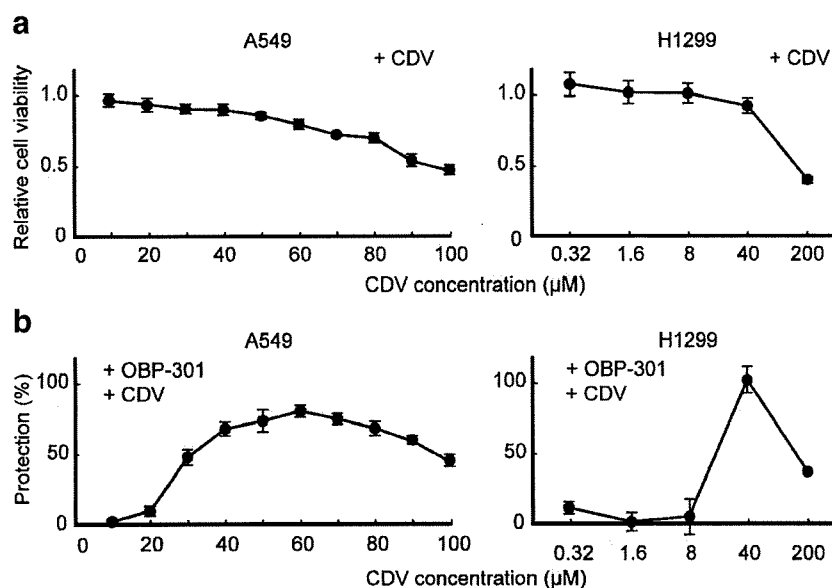 a
A549
+ CDV
H1299
+ CDV
Relative cell viability
1.0
0.5
0
0 20 40 60 80 100
1.0
0.5
0
0.32 1.6 8 40 200
CDV concentration (μM)
b
A549
+ OBP-301
+ CDV
H1299
+ OBP-301
+ CDV
Protection (%)
100
50
0
0 20 40 60 80 100
100
50
0
0.32 1.6 8 40 200
CDV concentration (μM)